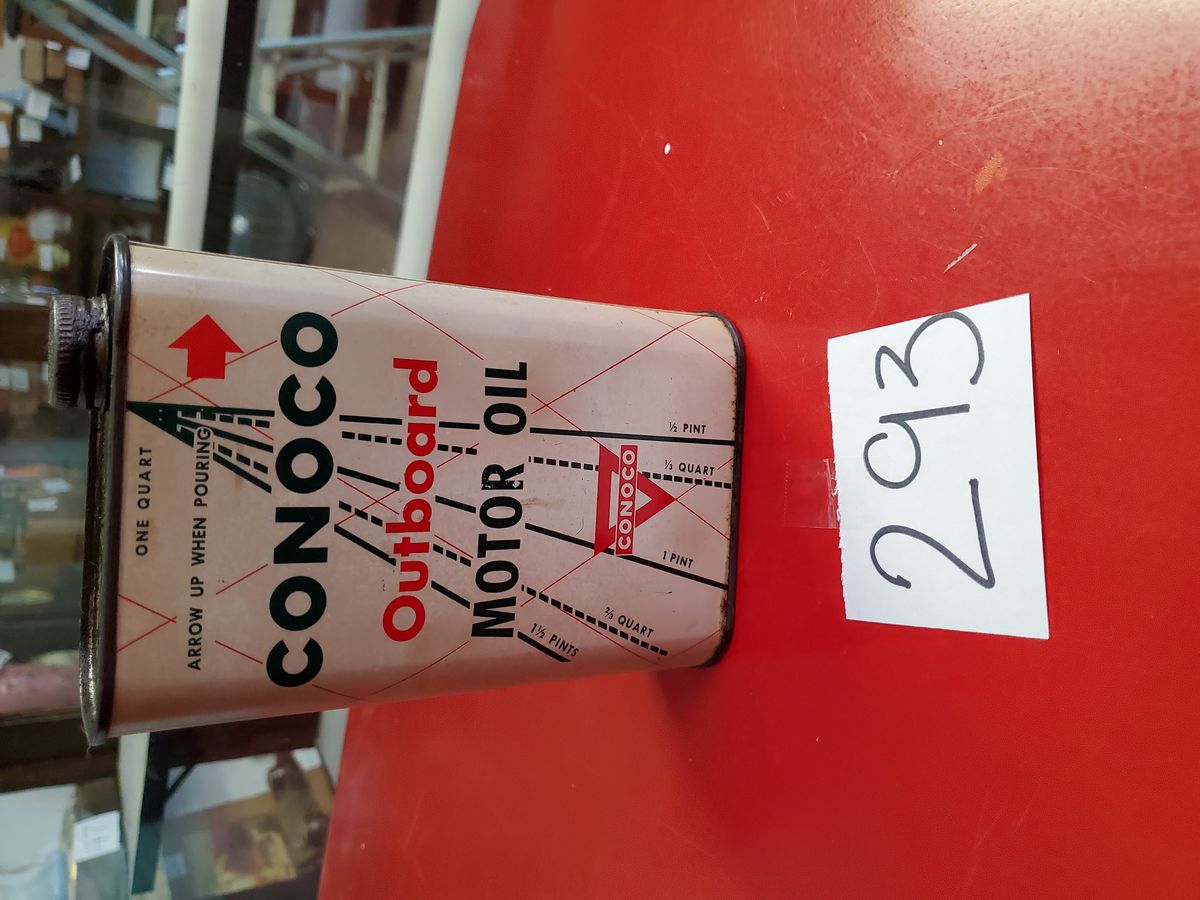 ONE QUART
ARROW UP WHEN POURING
CONOCO
Outboard
MOTOR OIL
½ PINT
⅓ QUART
CONOCO
1 PINT
⅔ QUART
1½ PINTS
293